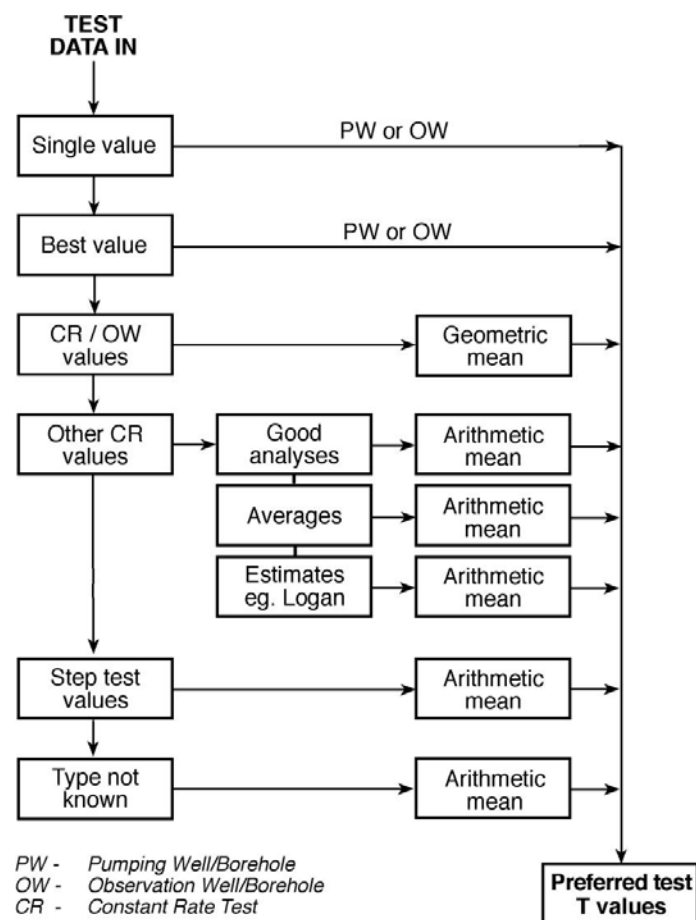 TEST
DATA IN
Single value
PW or OW
Best value
PW or OW
CR / OW
values
Geometric
mean
Other CR
values
Good
analyses
Arithmetic
mean
Averages
Arithmetic
mean
Estimates
eg. Logan
Arithmetic
mean
Step test
values
Arithmetic
mean
Type not
known
Arithmetic
mean
PW - Pumping Well/Borehole
OW - Observation Well/Borehole
CR - Constant Rate Test
Preferred test
T values